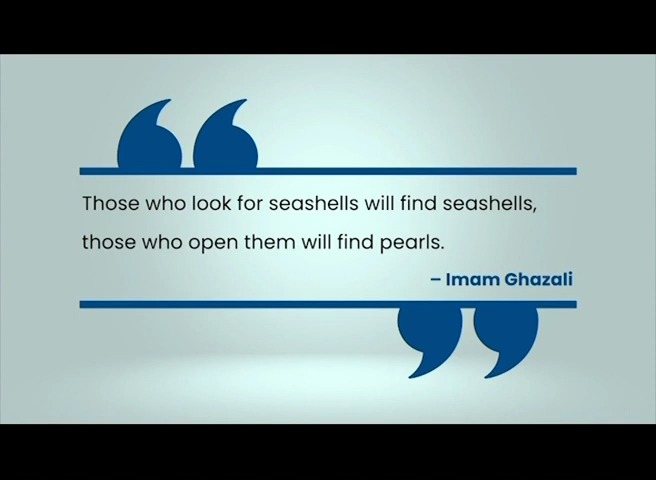 Those who look for seashells will find seashells,
those who open them will find pearls.
– Imam Ghazali